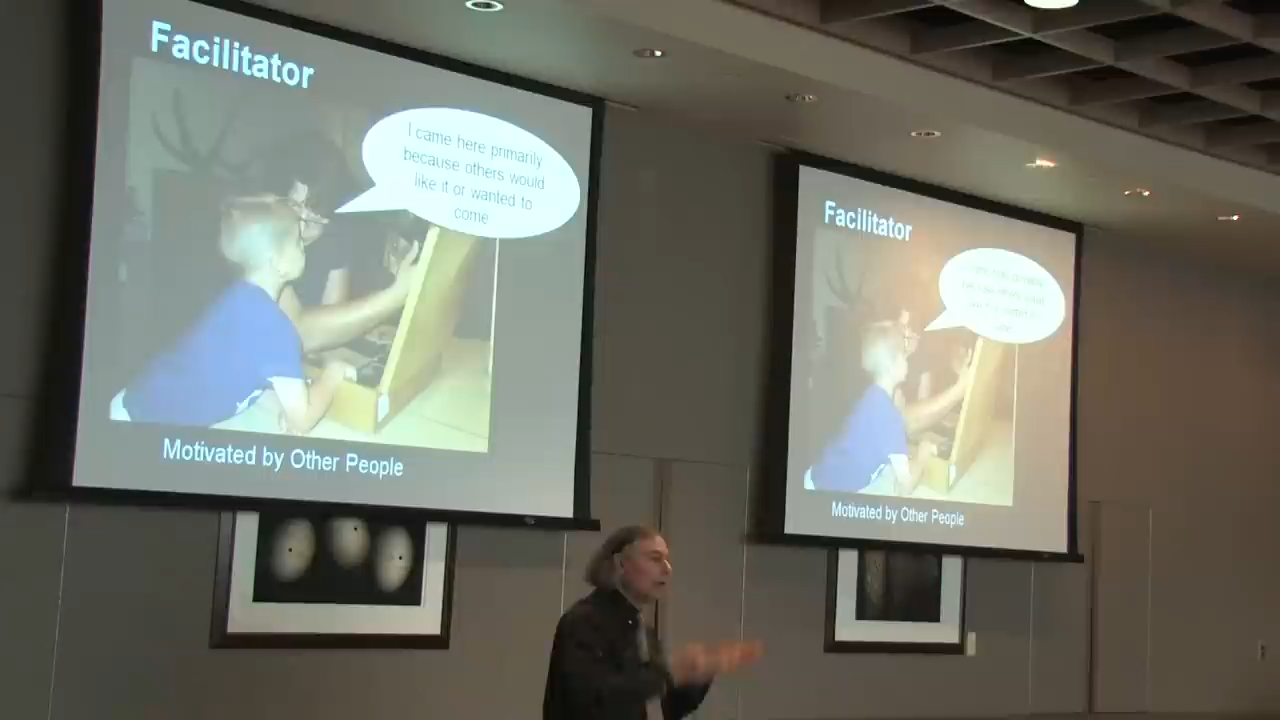 Facilitator
I came here primarily
because others would
like it or wanted to
come
Motivated by Other People
Facilitator
Motivated by Other People